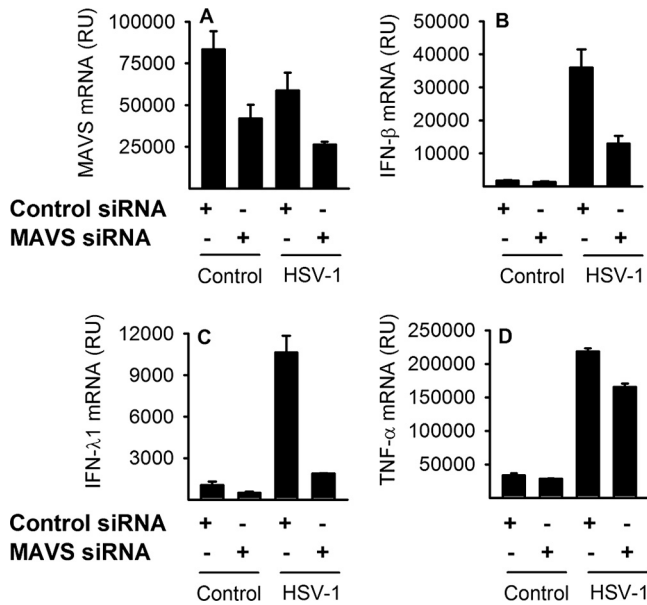 A
MAVS mRNA (RU)
100000
75000
50000
25000
Control siRNA + - + -
MAVS siRNA - + - +
Control HSV-1
B
IFN-β mRNA (RU)
50000
40000
30000
20000
10000
+ - + -
- + - +
Control HSV-1
C
IFN-λ1 mRNA (RU)
12000
9000
6000
3000
Control siRNA + - + -
MAVS siRNA - + - +
Control HSV-1
D
TNF-α mRNA (RU)
250000
200000
150000
100000
50000
+ - + -
- + - +
Control HSV-1